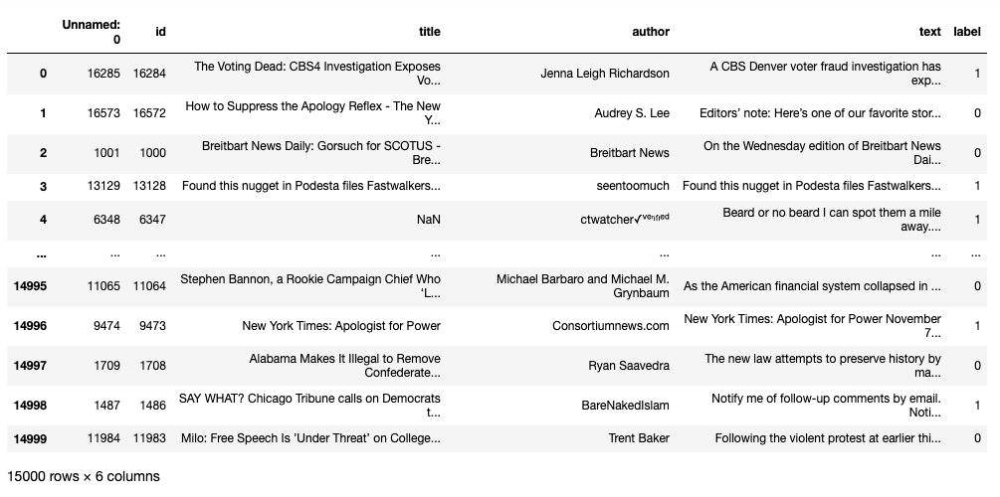 Unnamed: 0 id title author text label
0 16285 16284 The Voting Dead: CBS4 Investigation Exposes Vo... Jenna Leigh Richardson A CBS Denver voter fraud investigation has exp... 1
1 16573 16572 How to Suppress the Apology Reflex - The New Y... Audrey S. Lee Editors’ note: Here’s one of our favorite stor... 0
2 1001 1000 Breitbart News Daily: Gorsuch for SCOTUS - Bre... Breitbart News On the Wednesday edition of Breitbart News Dai... 0
3 13129 13128 Found this nugget in Podesta files Fastwalkers... seentoomuch Found this nugget in Podesta files Fastwalkers... 1
4 6348 6347 NaN ctwatcher✓ᵛᵉʳᶦᶠᶦᵉᵈ Beard or no beard I can spot them a mile away.... 1
... ... ... ... ... ... ...
14995 11065 11064 Stephen Bannon, a Rookie Campaign Chief Who ‘L... Michael Barbaro and Michael M. Grynbaum As the American financial system collapsed in ... 0
14996 9474 9473 New York Times: Apologist for Power Consortiumnews.com New York Times: Apologist for Power November 7... 1
14997 1709 1708 Alabama Makes It Illegal to Remove Confederate... Ryan Saavedra The new law attempts to preserve history by ma... 0
14998 1487 1486 SAY WHAT? Chicago Tribune calls on Democrats t... BareNakedIslam Notify me of follow-up comments by email. Noti... 1
14999 11984 11983 Milo: Free Speech Is ’Under Threat’ on College... Trent Baker Following the violent protest at earlier thi... 0
15000 rows × 6 columns